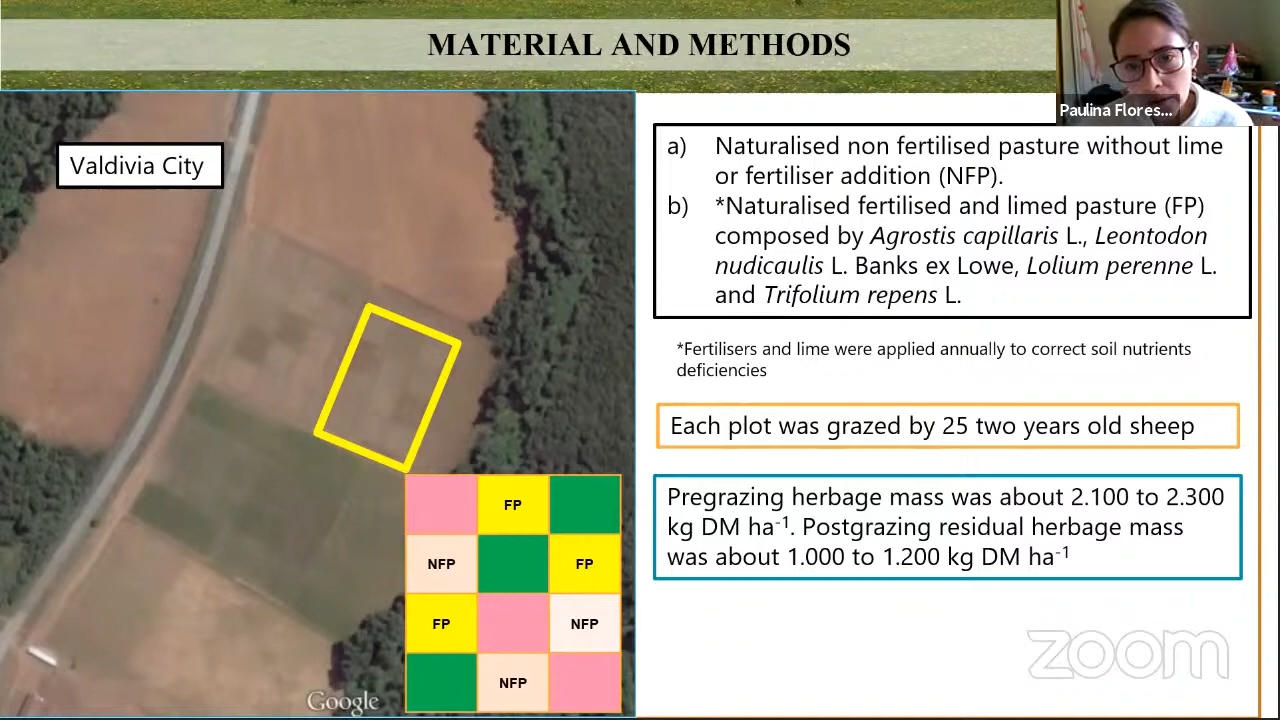 MATERIAL AND METHODS
Paulina Flores...
Valdivia City
a) Naturalised non fertilised pasture without lime
or fertiliser addition (NFP).
b) *Naturalised fertilised and limed pasture (FP)
composed by Agrostis capillaris L., Leontodon
nudicaulis L. Banks ex Lowe, Lolium perenne L.
and Trifolium repens L.
*Fertilisers and lime were applied annually to correct soil nutrients
deficiencies
Each plot was grazed by 25 two years old sheep
Pregrazing herbage mass was about 2.100 to 2.300
kg DM ha-1. Postgrazing residual herbage mass
was about 1.000 to 1.200 kg DM ha-1
FP
NFP FP
FP NFP
NFP
Google
zoom